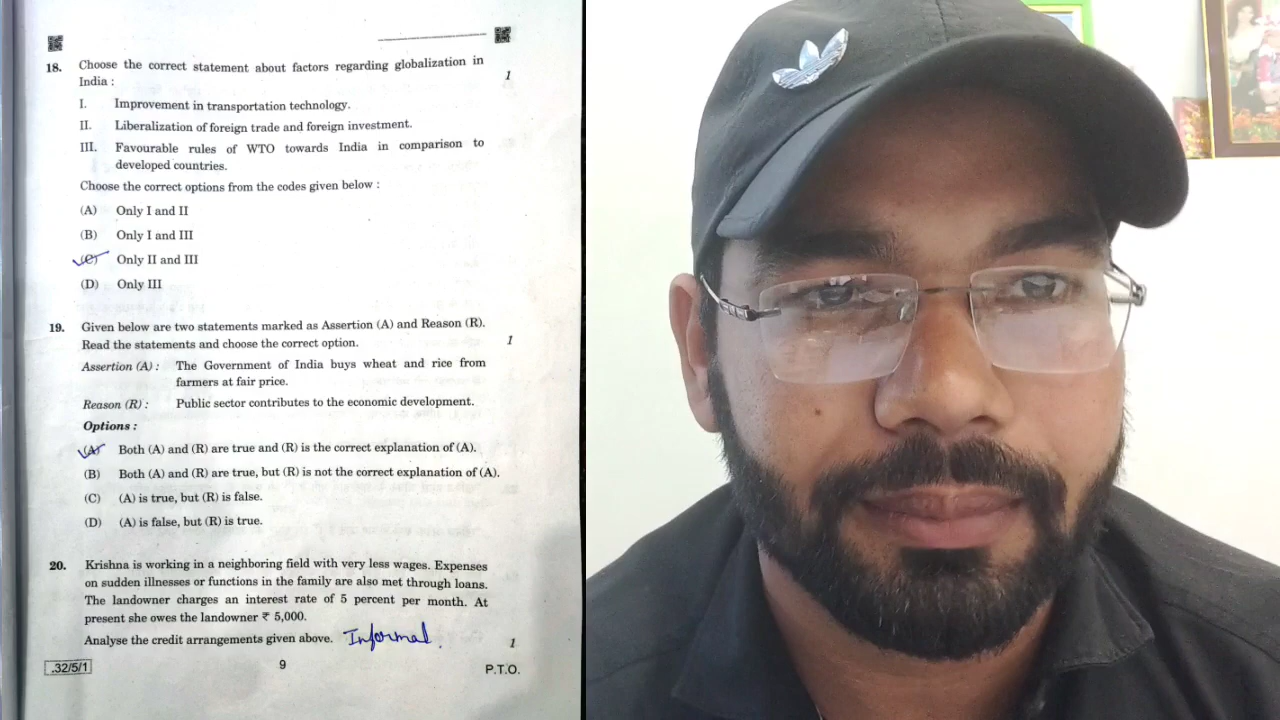 18. Choose the correct statement about factors regarding globalization in
India : 1
I. Improvement in transportation technology.
II. Liberalization of foreign trade and foreign investment.
III. Favourable rules of WTO towards India in comparison to
developed countries.
Choose the correct options from the codes given below :
(A) Only I and II
(B) Only I and III
(C) Only II and III
(D) Only III
19. Given below are two statements marked as Assertion (A) and Reason (R).
Read the statements and choose the correct option. 1
Assertion (A) : The Government of India buys wheat and rice from
farmers at fair price.
Reason (R) : Public sector contributes to the economic development.
Options :
(A) Both (A) and (R) are true and (R) is the correct explanation of (A).
(B) Both (A) and (R) are true, but (R) is not the correct explanation of (A).
(C) (A) is true, but (R) is false.
(D) (A) is false, but (R) is true.
20. Krishna is working in a neighboring field with very less wages. Expenses
on sudden illnesses or functions in the family are also met through loans.
The landowner charges an interest rate of 5 percent per month. At
present she owes the landowner ₹ 5,000.
Analyse the credit arrangements given above. Informal. 1
.32/5/1 9 P.T.O.